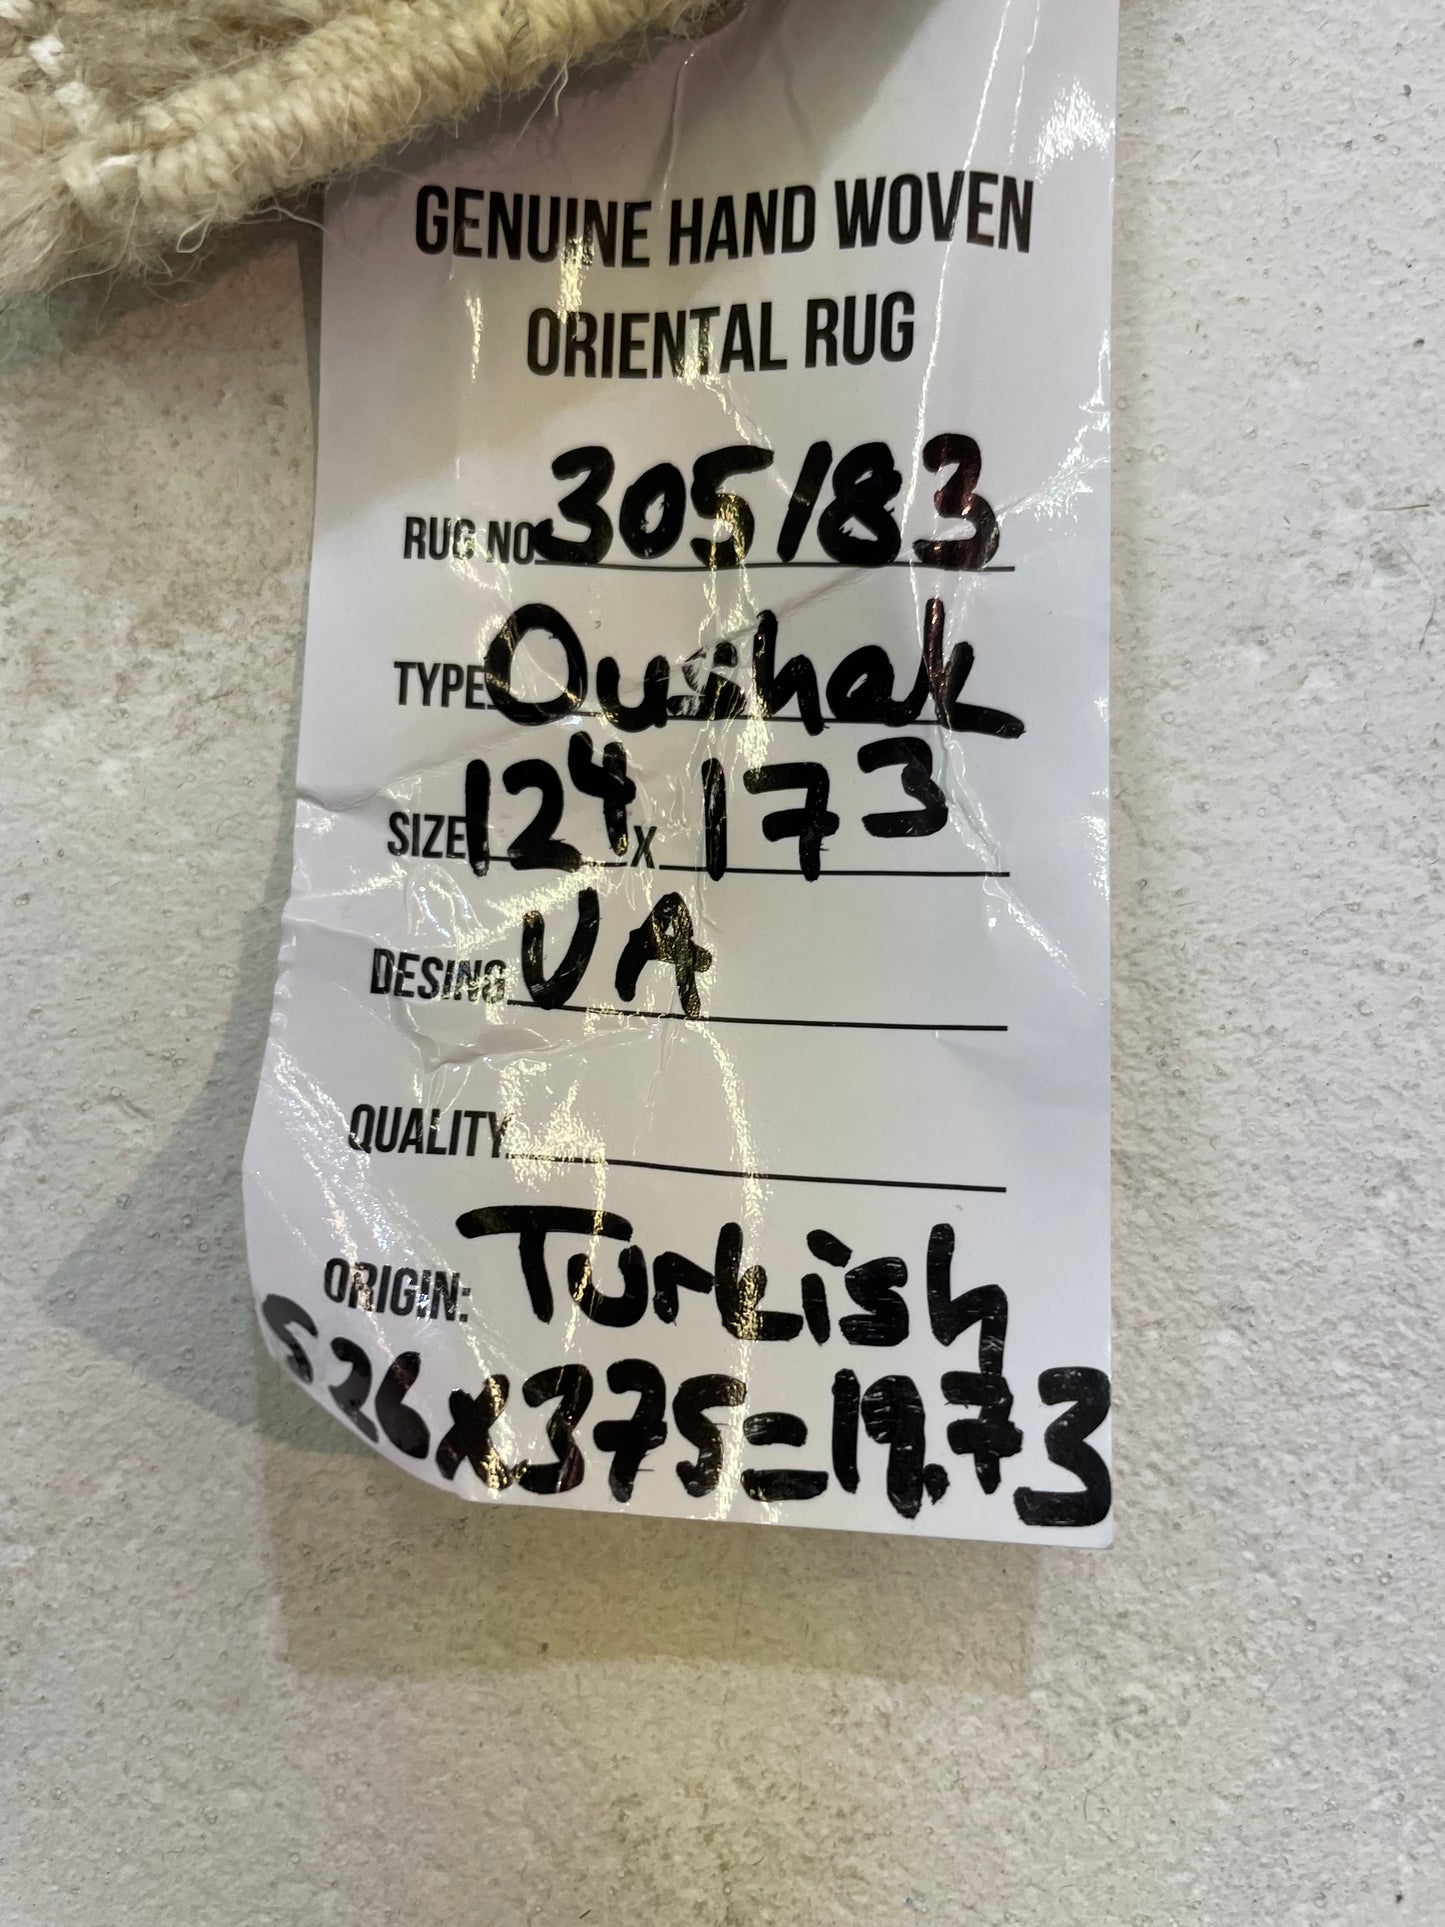 GENUINE HAND WOVEN
ORIENTAL RUG
RUG NO 305183
TYPE Oushak
SIZE 12⁴ x 17³
DESING VA
QUALITY
ORIGIN: Turkish
526x375=19.73